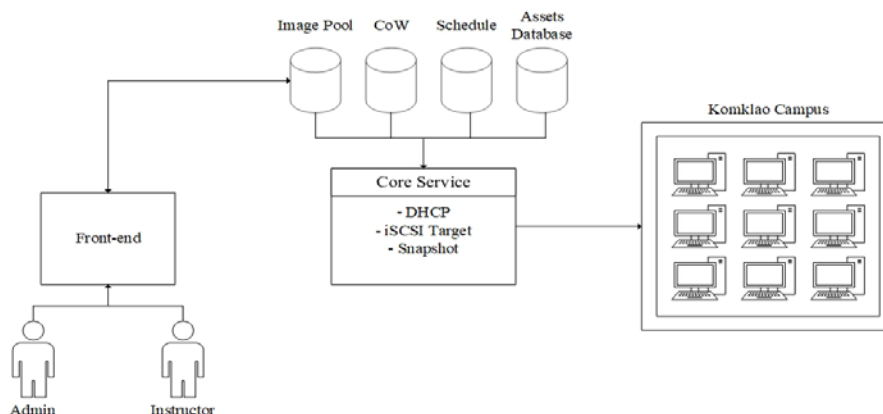 Image Pool
CoW
Schedule
Assets
Database
Komklao Campus
Core Service
- DHCP
- iSCSI Target
- Snapshot
Front-end
Admin
Instructor